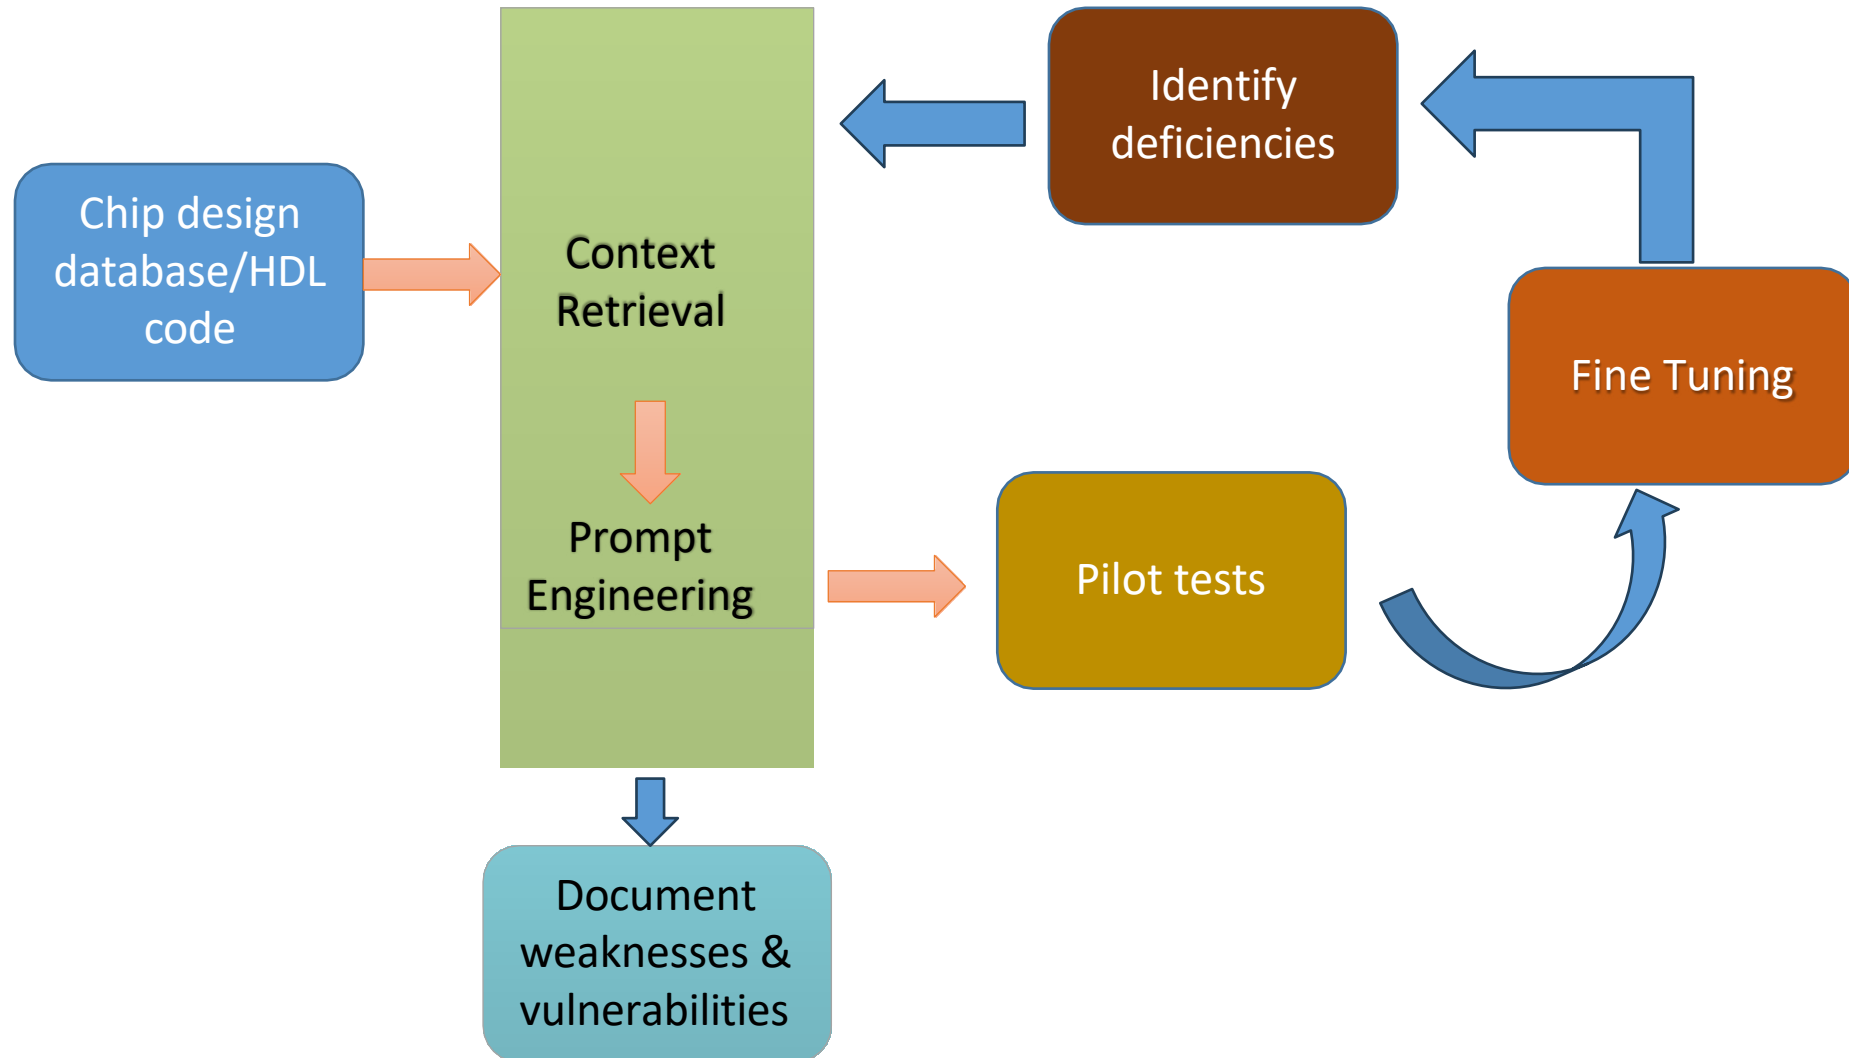 Chip design
database/HDL
code
Context
Retrieval
Prompt
Engineering
Document
weaknesses &
vulnerabilities
Pilot tests
Fine Tuning
Identify
deficiencies